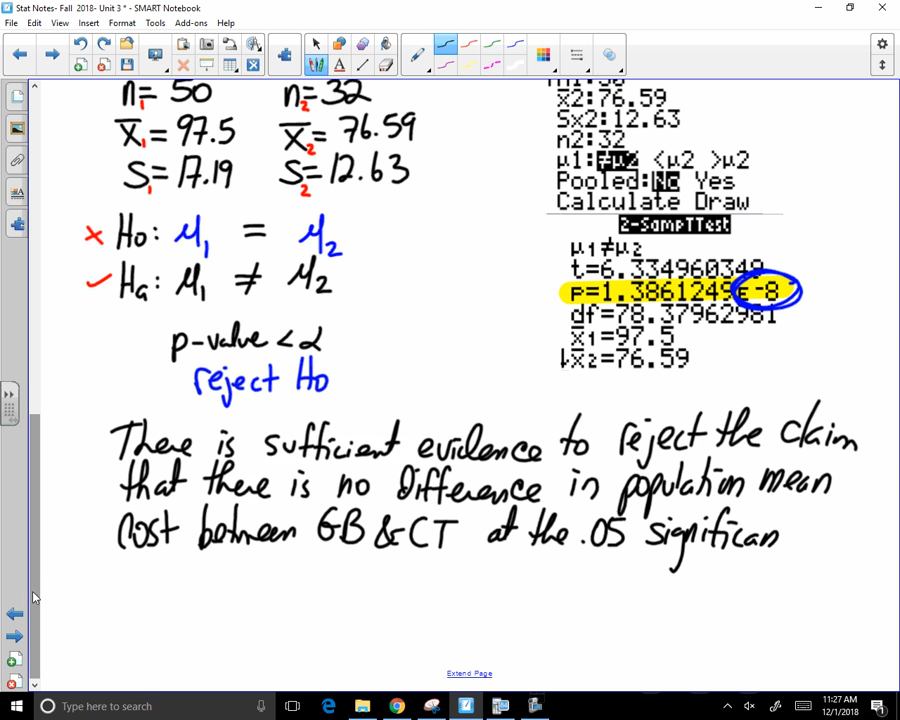 Stat Notes- Fall 2018- Unit 3 * - SMART Notebook
File Edit View Insert Format Tools Add-ons Help
n1= 50 n2= 32
x̄1= 97.5 x̄2= 76.59
S1= 17.19 S2= 12.63
x Ho: μ1 = μ2
✓ Ha: μ1 ≠ μ2
p-value < α
reject Ho
x̄2:76.59
Sx2:12.63
n2:32
μ1:≠μ2 <μ2 >μ2
Pooled:No Yes
Calculate Draw
2-SampTTest
μ1≠μ2
t=6.334960349
P=1.3861249E-8
df=78.37962981
x̄1=97.5
↓x̄2=76.59
There is sufficient evidence to reject the claim
that there is no difference in population mean
cost between GB & CT at the .05 significan
Extend Page
Type here to search
11:27 AM
12/1/2018